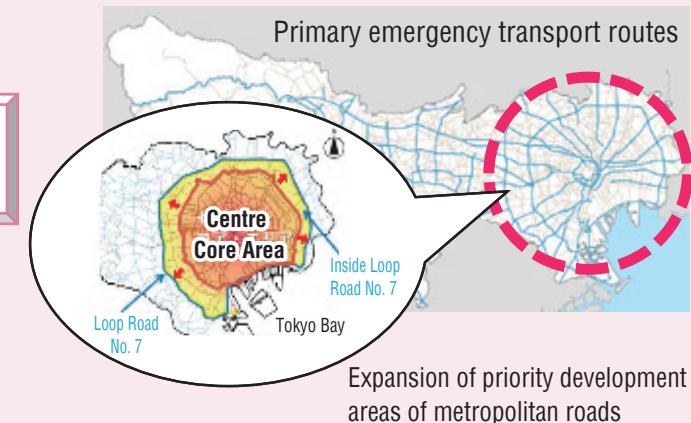 Primary emergency transport routes
Centre
Core Area
Inside Loop
Road No. 7
Loop Road
No. 7
Tokyo Bay
Expansion of priority development
areas of metropolitan roads